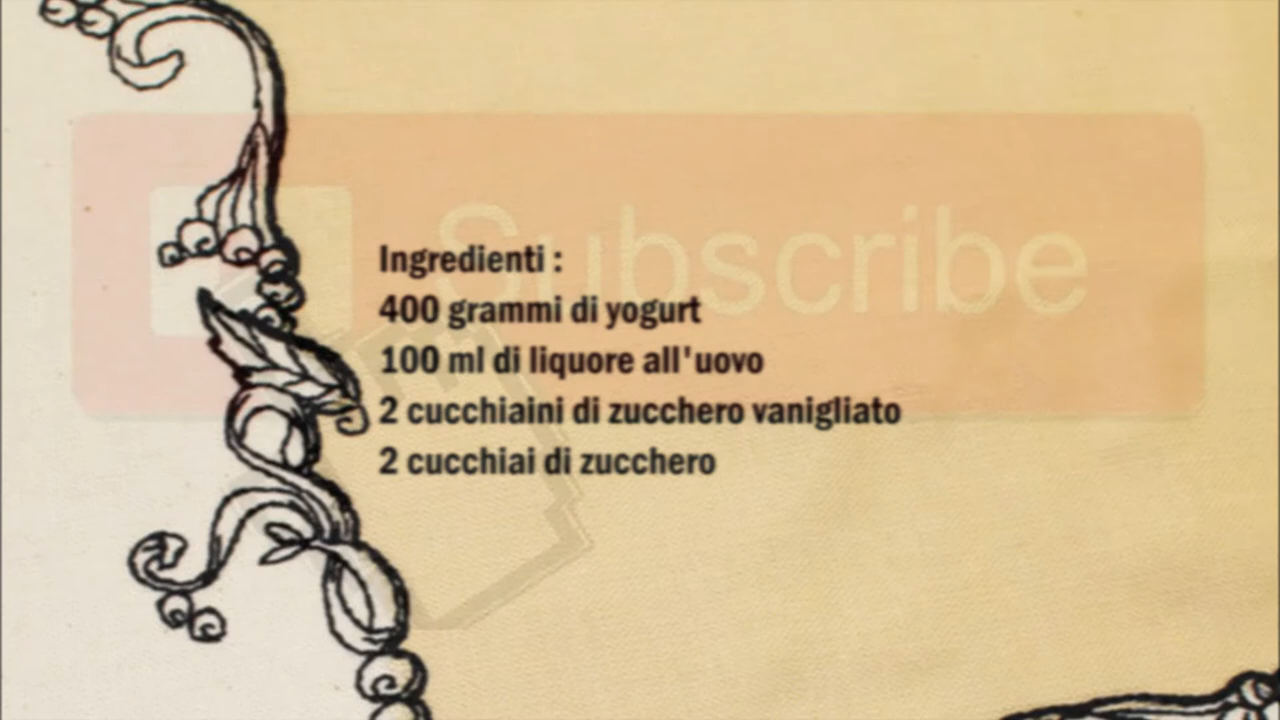 Subscribe
Ingredienti :
400 grammi di yogurt
100 ml di liquore all'uovo
2 cucchiaini di zucchero vanigliato
2 cucchiai di zucchero